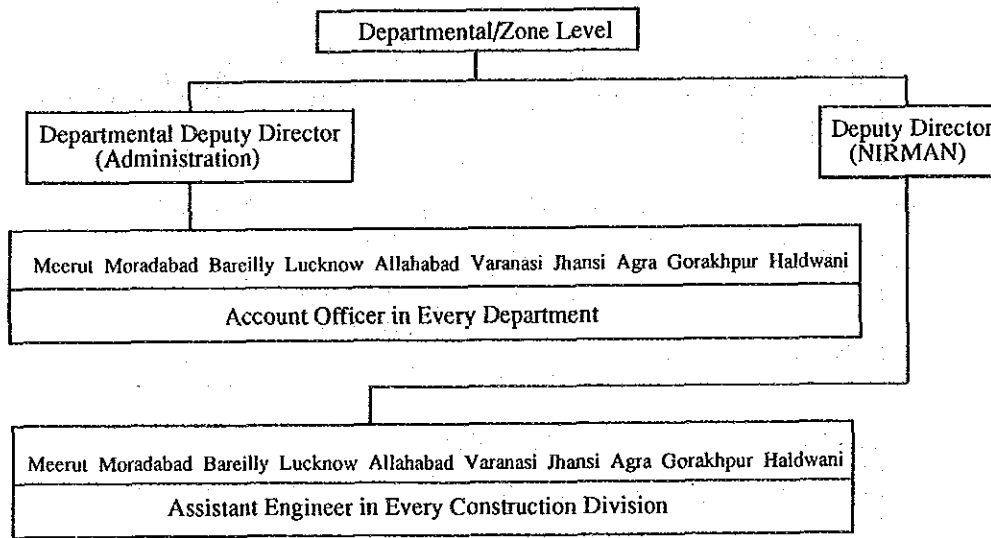 Departmental/Zone Level
Departmental Deputy Director
(Administration)
Deputy Director
(NIRMAN)
Meerut Moradabad Bareilly Lucknow Allahabad Varanasi Jhansi Agra Gorakhpur Haldwani
Account Officer in Every Department
Meerut Moradabad Bareilly Lucknow Allahabad Varanasi Jhansi Agra Gorakhpur Haldwani
Assistant Engineer in Every Construction Division